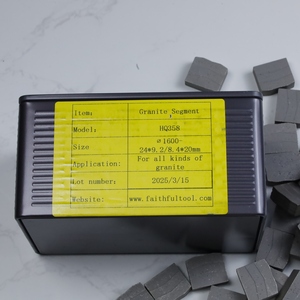 Item: Granite Segment
Model: HQ358
Size ø1600-
24*9.2/8.4*20mm
Application: For all kinds of
granite
Lot number: 2025/3/15
Website: www.faithfultool.com